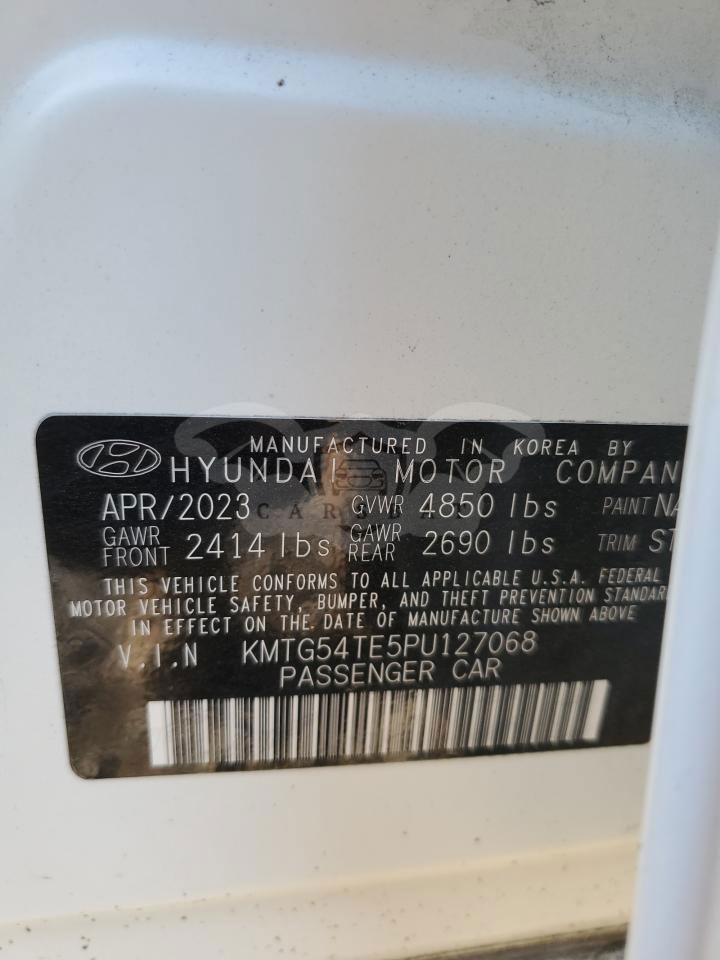 MANUFACTURED IN KOREA BY
HYUNDAI MOTOR COMPAN
APR/2023 GVWR 4850 lbs PAINT NA
GAWR FRONT 2414 lbs GAWR REAR 2690 lbs TRIM ST
THIS VEHICLE CONFORMS TO ALL APPLICABLE U.S.A. FEDERAL
MOTOR VEHICLE SAFETY, BUMPER, AND THEFT PREVENTION STANDAR
IN EFFECT ON THE DATE OF MANUFACTURE SHOWN ABOVE
V.I.N KMTG54TE5PU127068
PASSENGER CAR